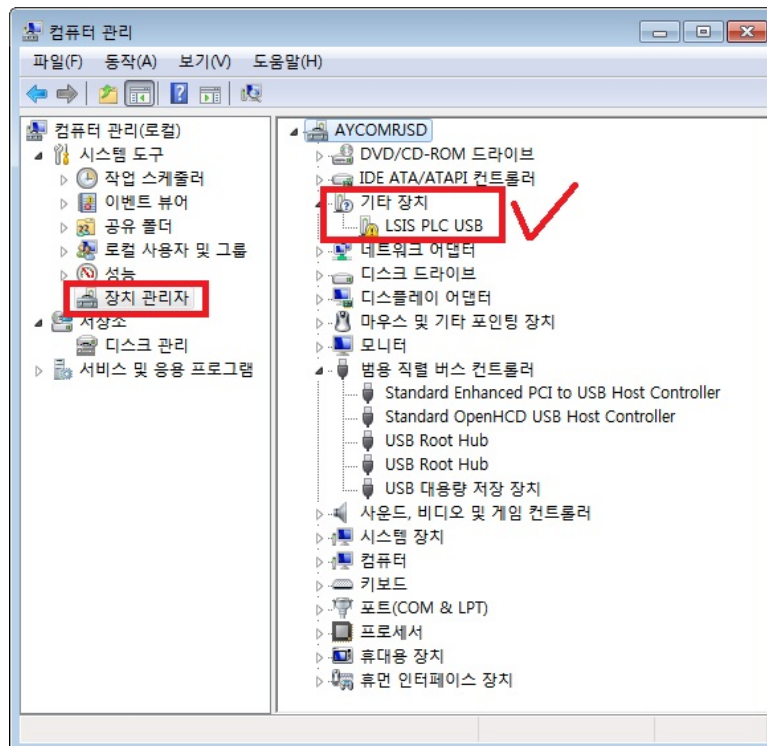 컴퓨터 관리
파일(F) 동작(A) 보기(V) 도움말(H)
컴퓨터 관리(로컬)
시스템 도구
작업 스케줄러
이벤트 뷰어
공유 폴더
로컬 사용자 및 그룹
성능
장치 관리자
저장소
디스크 관리
서비스 및 응용 프로그램
AYCOMRJSD
DVD/CD-ROM 드라이브
IDE ATA/ATAPI 컨트롤러
기타 장치
LSIS PLC USB
네트워크 어댑터
디스크 드라이브
디스플레이 어댑터
마우스 및 기타 포인팅 장치
모니터
범용 직렬 버스 컨트롤러
Standard Enhanced PCI to USB Host Controller
Standard OpenHCD USB Host Controller
USB Root Hub
USB Root Hub
USB 대용량 저장 장치
사운드, 비디오 및 게임 컨트롤러
시스템 장치
컴퓨터
키보드
포트(COM & LPT)
프로세서
휴대용 장치
휴먼 인터페이스 장치